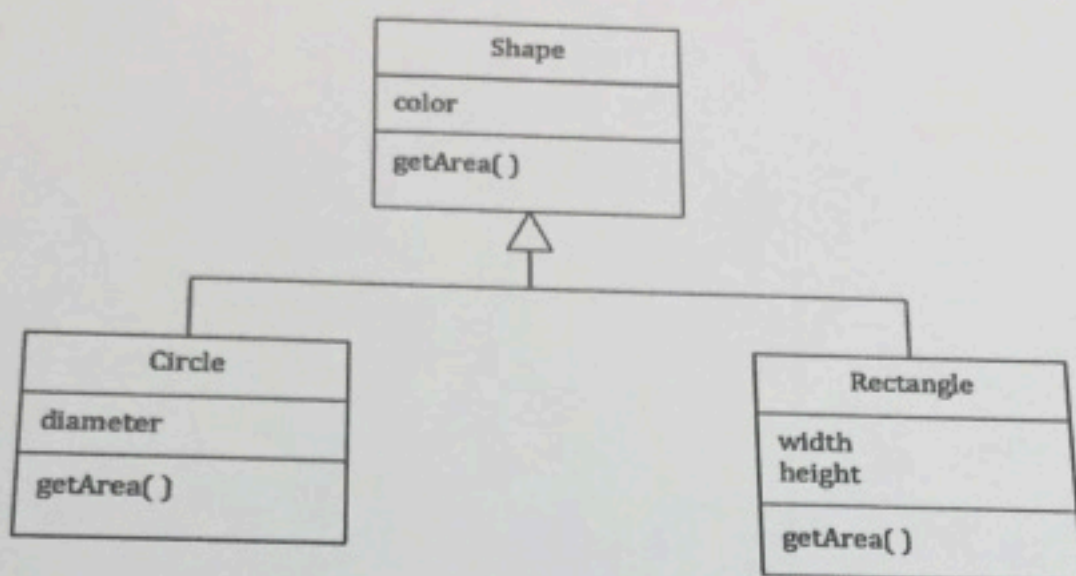 Shape
color
getArea( )
Circle
diameter
getArea( )
Rectangle
width
height
getArea( )